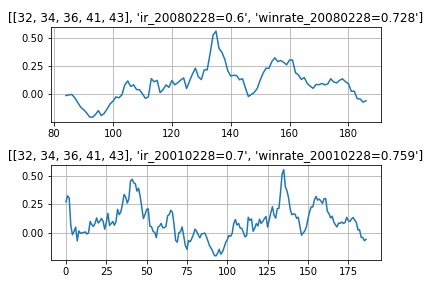 [[32, 34, 36, 41, 43], 'ir_20080228=0.6', 'winrate_20080228=0.728']
0.50
0.25
0.00
80 100 120 140 160 180
[[32, 34, 36, 41, 43], 'ir_20010228=0.7', 'winrate_20010228=0.759']
0.50
0.25
0.00
0 25 50 75 100 125 150 175